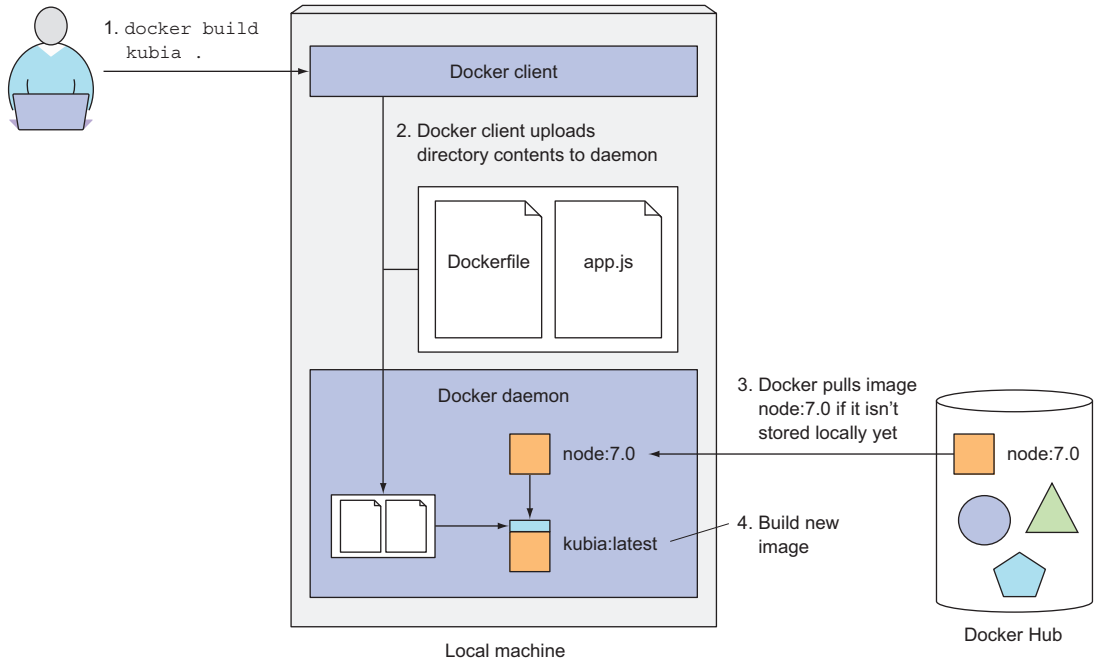 1. docker build
kubia .
Docker client
2. Docker client uploads
directory contents to daemon
Dockerfile
app.js
Docker daemon
node:7.0
kubia:latest
3. Docker pulls image
node:7.0 if it isn't
stored locally yet
node:7.0
4. Build new
image
Local machine
Docker Hub